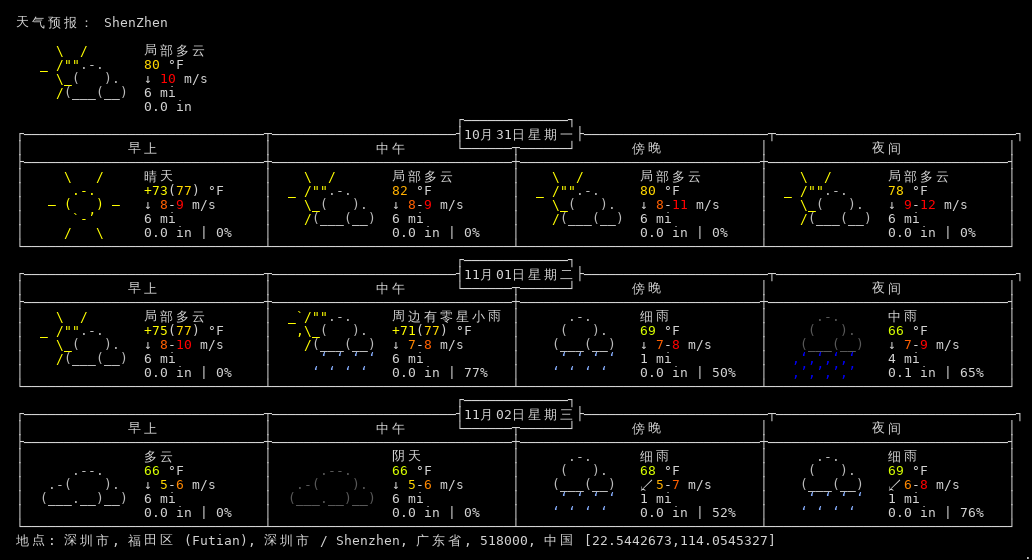 天气预报： ShenZhen
局部多云
80 °F
↓ 10 m/s
6 mi
0.0 in
10月31日星期一
早上 中午 傍晚 夜间
晴天 局部多云 局部多云 局部多云
+73(77) °F 82 °F 80 °F 78 °F
↓ 8-9 m/s ↓ 8-9 m/s ↓ 8-11 m/s ↓ 9-12 m/s
6 mi 6 mi 6 mi 6 mi
0.0 in | 0% 0.0 in | 0% 0.0 in | 0% 0.0 in | 0%
11月01日星期二
早上 中午 傍晚 夜间
局部多云 周边有零星小雨 细雨 中雨
+75(77) °F +71(77) °F 69 °F 66 °F
↓ 8-10 m/s ↓ 7-8 m/s ↓ 7-8 m/s ↓ 7-9 m/s
6 mi 6 mi 1 mi 4 mi
0.0 in | 0% 0.0 in | 77% 0.0 in | 50% 0.1 in | 65%
11月02日星期三
早上 中午 傍晚 夜间
多云 阴天 细雨 细雨
66 °F 66 °F 68 °F 69 °F
↓ 5-6 m/s ↓ 5-6 m/s ↙ 5-7 m/s ↙ 6-8 m/s
6 mi 6 mi 1 mi 1 mi
0.0 in | 0% 0.0 in | 0% 0.0 in | 52% 0.0 in | 76%
地点: 深圳市, 福田区 (Futian), 深圳市 / Shenzhen, 广东省, 518000, 中国 [22.5442673,114.0545327]